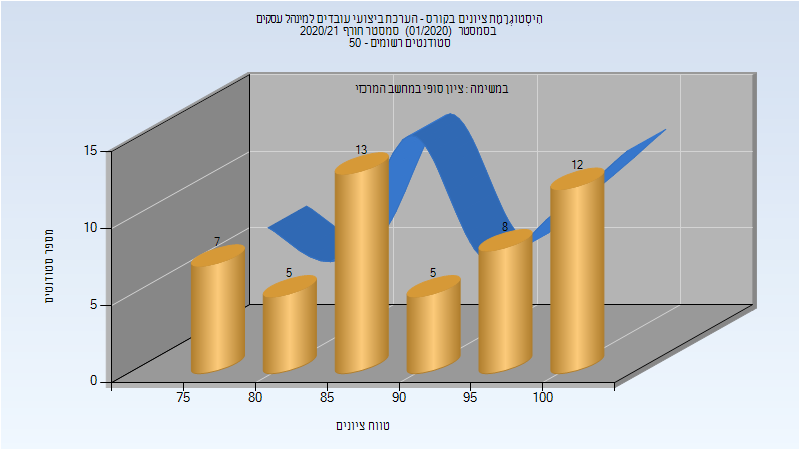 היסטוגרמת ציונים בקורס - הערכת ביצועי עובדים למינהל עסקים
בסמסטר (01/2020) סמסטר חורף 2020/21
סטודנטים רשומים - 50
במשימה : ציון סופי במחשב המרכזי
מספר סטודנטים
15
10
5
0
7
5
13
5
8
12
75
80
85
90
95
100
טווח ציונים